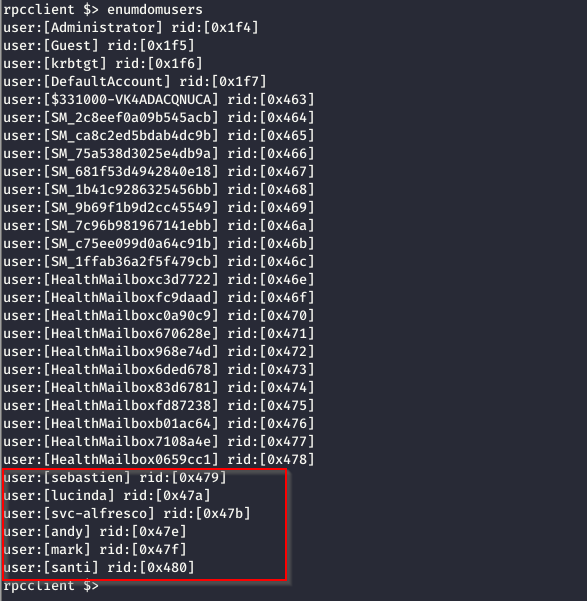 rpcclient $> enumdomusers
user:[Administrator] rid:[0x1f4]
user:[Guest] rid:[0x1f5]
user:[krbtgt] rid:[0x1f6]
user:[DefaultAccount] rid:[0x1f7]
user:[$331000-VK4ADACQNUCA] rid:[0x463]
user:[SM_2c8eef0a09b545acb] rid:[0x464]
user:[SM_ca8c2ed5bdab4dc9b] rid:[0x465]
user:[SM_75a538d3025e4db9a] rid:[0x466]
user:[SM_681f53d4942840e18] rid:[0x467]
user:[SM_1b41c9286325456bb] rid:[0x468]
user:[SM_9b69f1b9d2cc45549] rid:[0x469]
user:[SM_7c96b981967141ebb] rid:[0x46a]
user:[SM_c75ee099d0a64c91b] rid:[0x46b]
user:[SM_1ffab36a2f5f479cb] rid:[0x46c]
user:[HealthMailboxc3d7722] rid:[0x46e]
user:[HealthMailboxfc9daad] rid:[0x46f]
user:[HealthMailboxc0a90c9] rid:[0x470]
user:[HealthMailbox670628e] rid:[0x471]
user:[HealthMailbox968e74d] rid:[0x472]
user:[HealthMailbox6ded678] rid:[0x473]
user:[HealthMailbox83d6781] rid:[0x474]
user:[HealthMailboxfd87238] rid:[0x475]
user:[HealthMailboxb01ac64] rid:[0x476]
user:[HealthMailbox7108a4e] rid:[0x477]
user:[HealthMailbox0659cc1] rid:[0x478]
user:[sebastien] rid:[0x479]
user:[lucinda] rid:[0x47a]
user:[svc-alfresco] rid:[0x47b]
user:[andy] rid:[0x47e]
user:[mark] rid:[0x47f]
user:[santi] rid:[0x480]
rpcclient $>